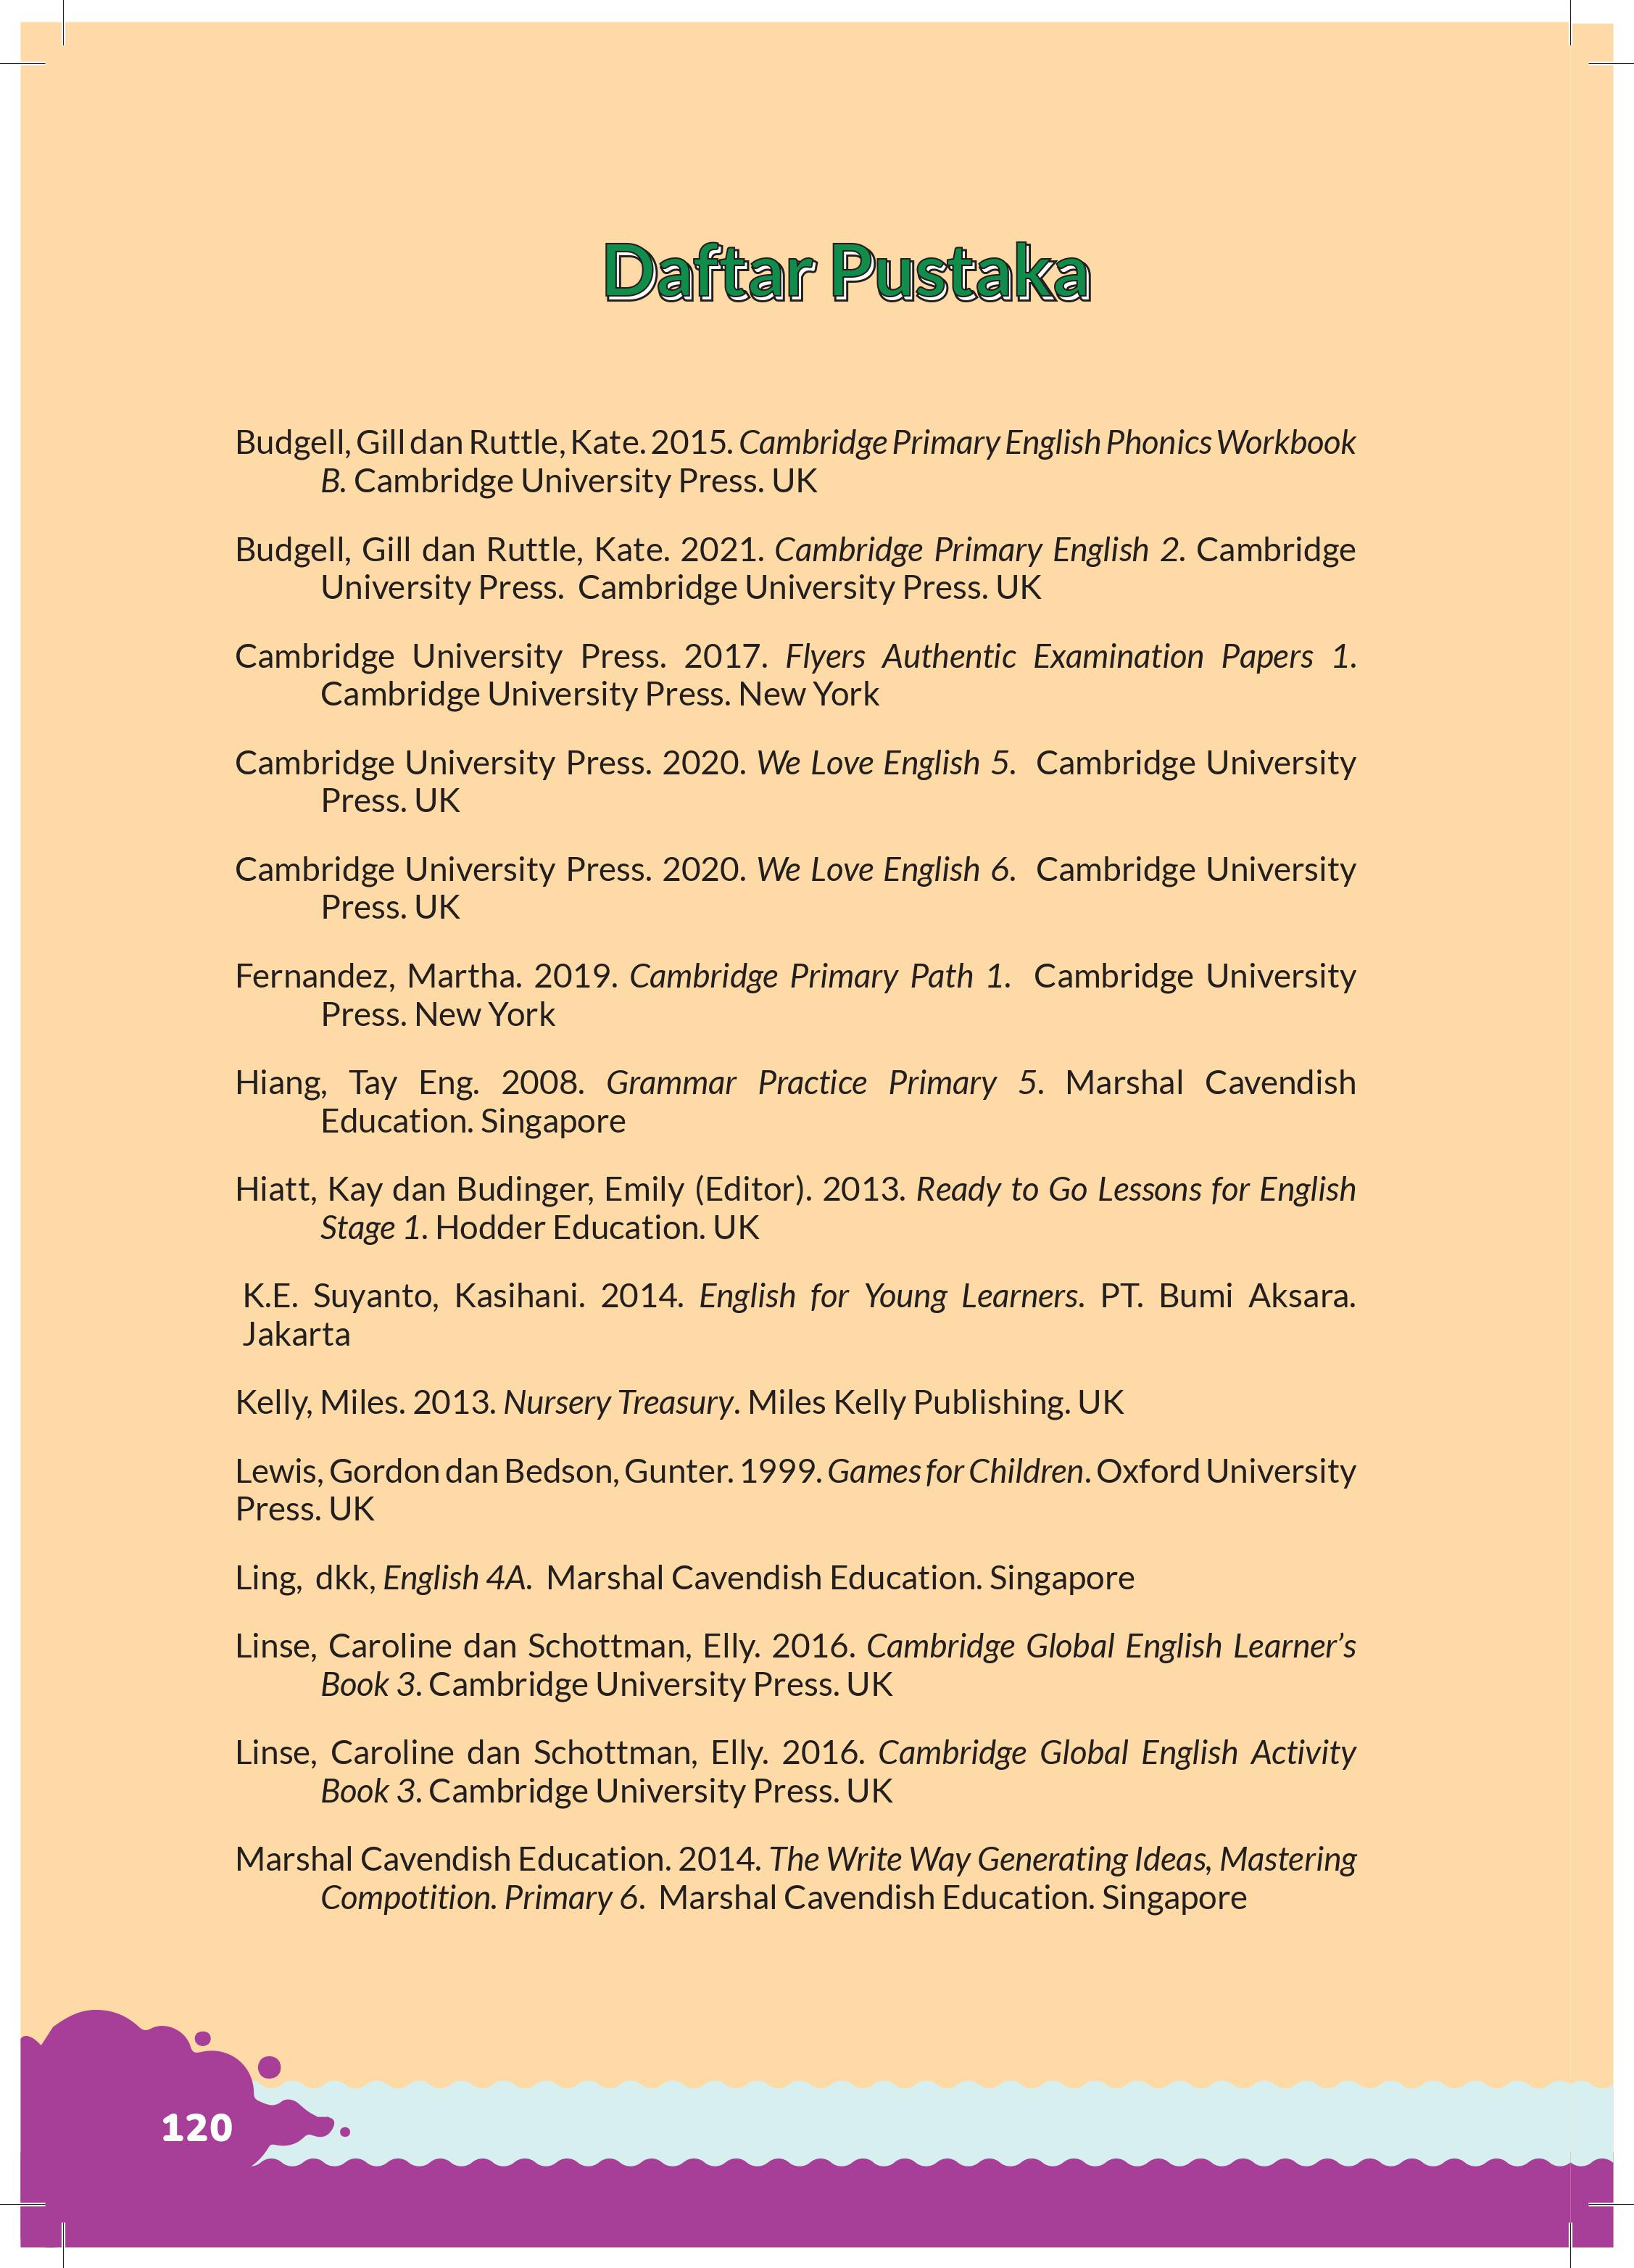 Daftar Pustaka
Budgell, Gill dan Ruttle, Kate. 2015. Cambridge Primary English Phonics Workbook
B. Cambridge University Press. UK
Budgell, Gill dan Ruttle, Kate. 2021. Cambridge Primary English 2. Cambridge
University Press. Cambridge University Press. UK
Cambridge University Press. 2017. Flyers Authentic Examination Papers 1.
Cambridge University Press. New York
Cambridge University Press. 2020. We Love English 5. Cambridge University
Press. UK
Cambridge University Press. 2020. We Love English 6. Cambridge University
Press. UK
Fernandez, Martha. 2019. Cambridge Primary Path 1. Cambridge University
Press. New York
Hiang, Tay Eng. 2008. Grammar Practice Primary 5. Marshal Cavendish
Education. Singapore
Hiatt, Kay dan Budinger, Emily (Editor). 2013. Ready to Go Lessons for English
Stage 1. Hodder Education. UK
K.E. Suyanto, Kasihani. 2014. English for Young Learners. PT. Bumi Aksara.
Jakarta
Kelly, Miles. 2013. Nursery Treasury. Miles Kelly Publishing. UK
Lewis, Gordon dan Bedson, Gunter. 1999. Games for Children. Oxford University
Press. UK
Ling, dkk, English 4A. Marshal Cavendish Education. Singapore
Linse, Caroline dan Schottman, Elly. 2016. Cambridge Global English Learner’s
Book 3. Cambridge University Press. UK
Linse, Caroline dan Schottman, Elly. 2016. Cambridge Global English Activity
Book 3. Cambridge University Press. UK
Marshal Cavendish Education. 2014. The Write Way Generating Ideas, Mastering
Compotition. Primary 6. Marshal Cavendish Education. Singapore
120